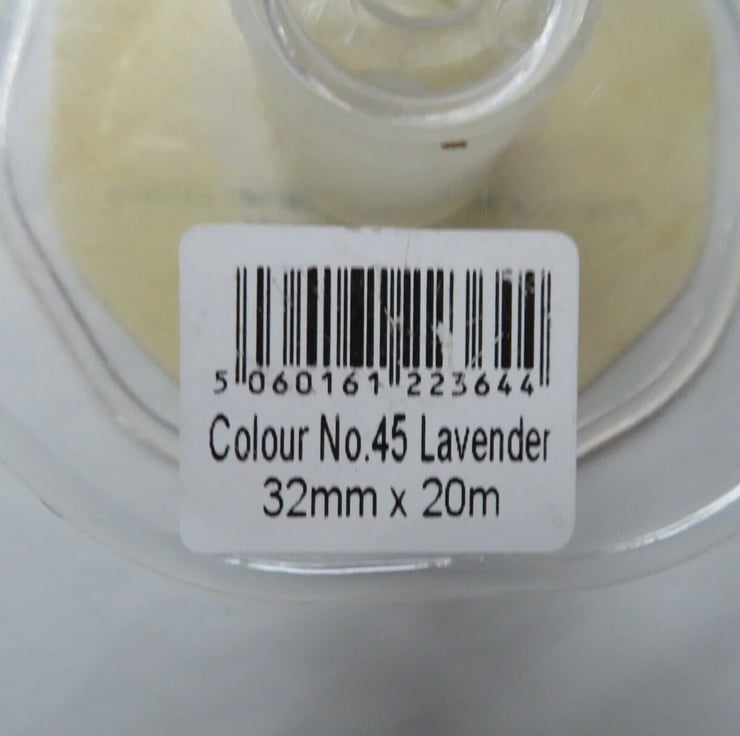 5 060161 223644
Colour No.45 Lavender
32mm x 20m